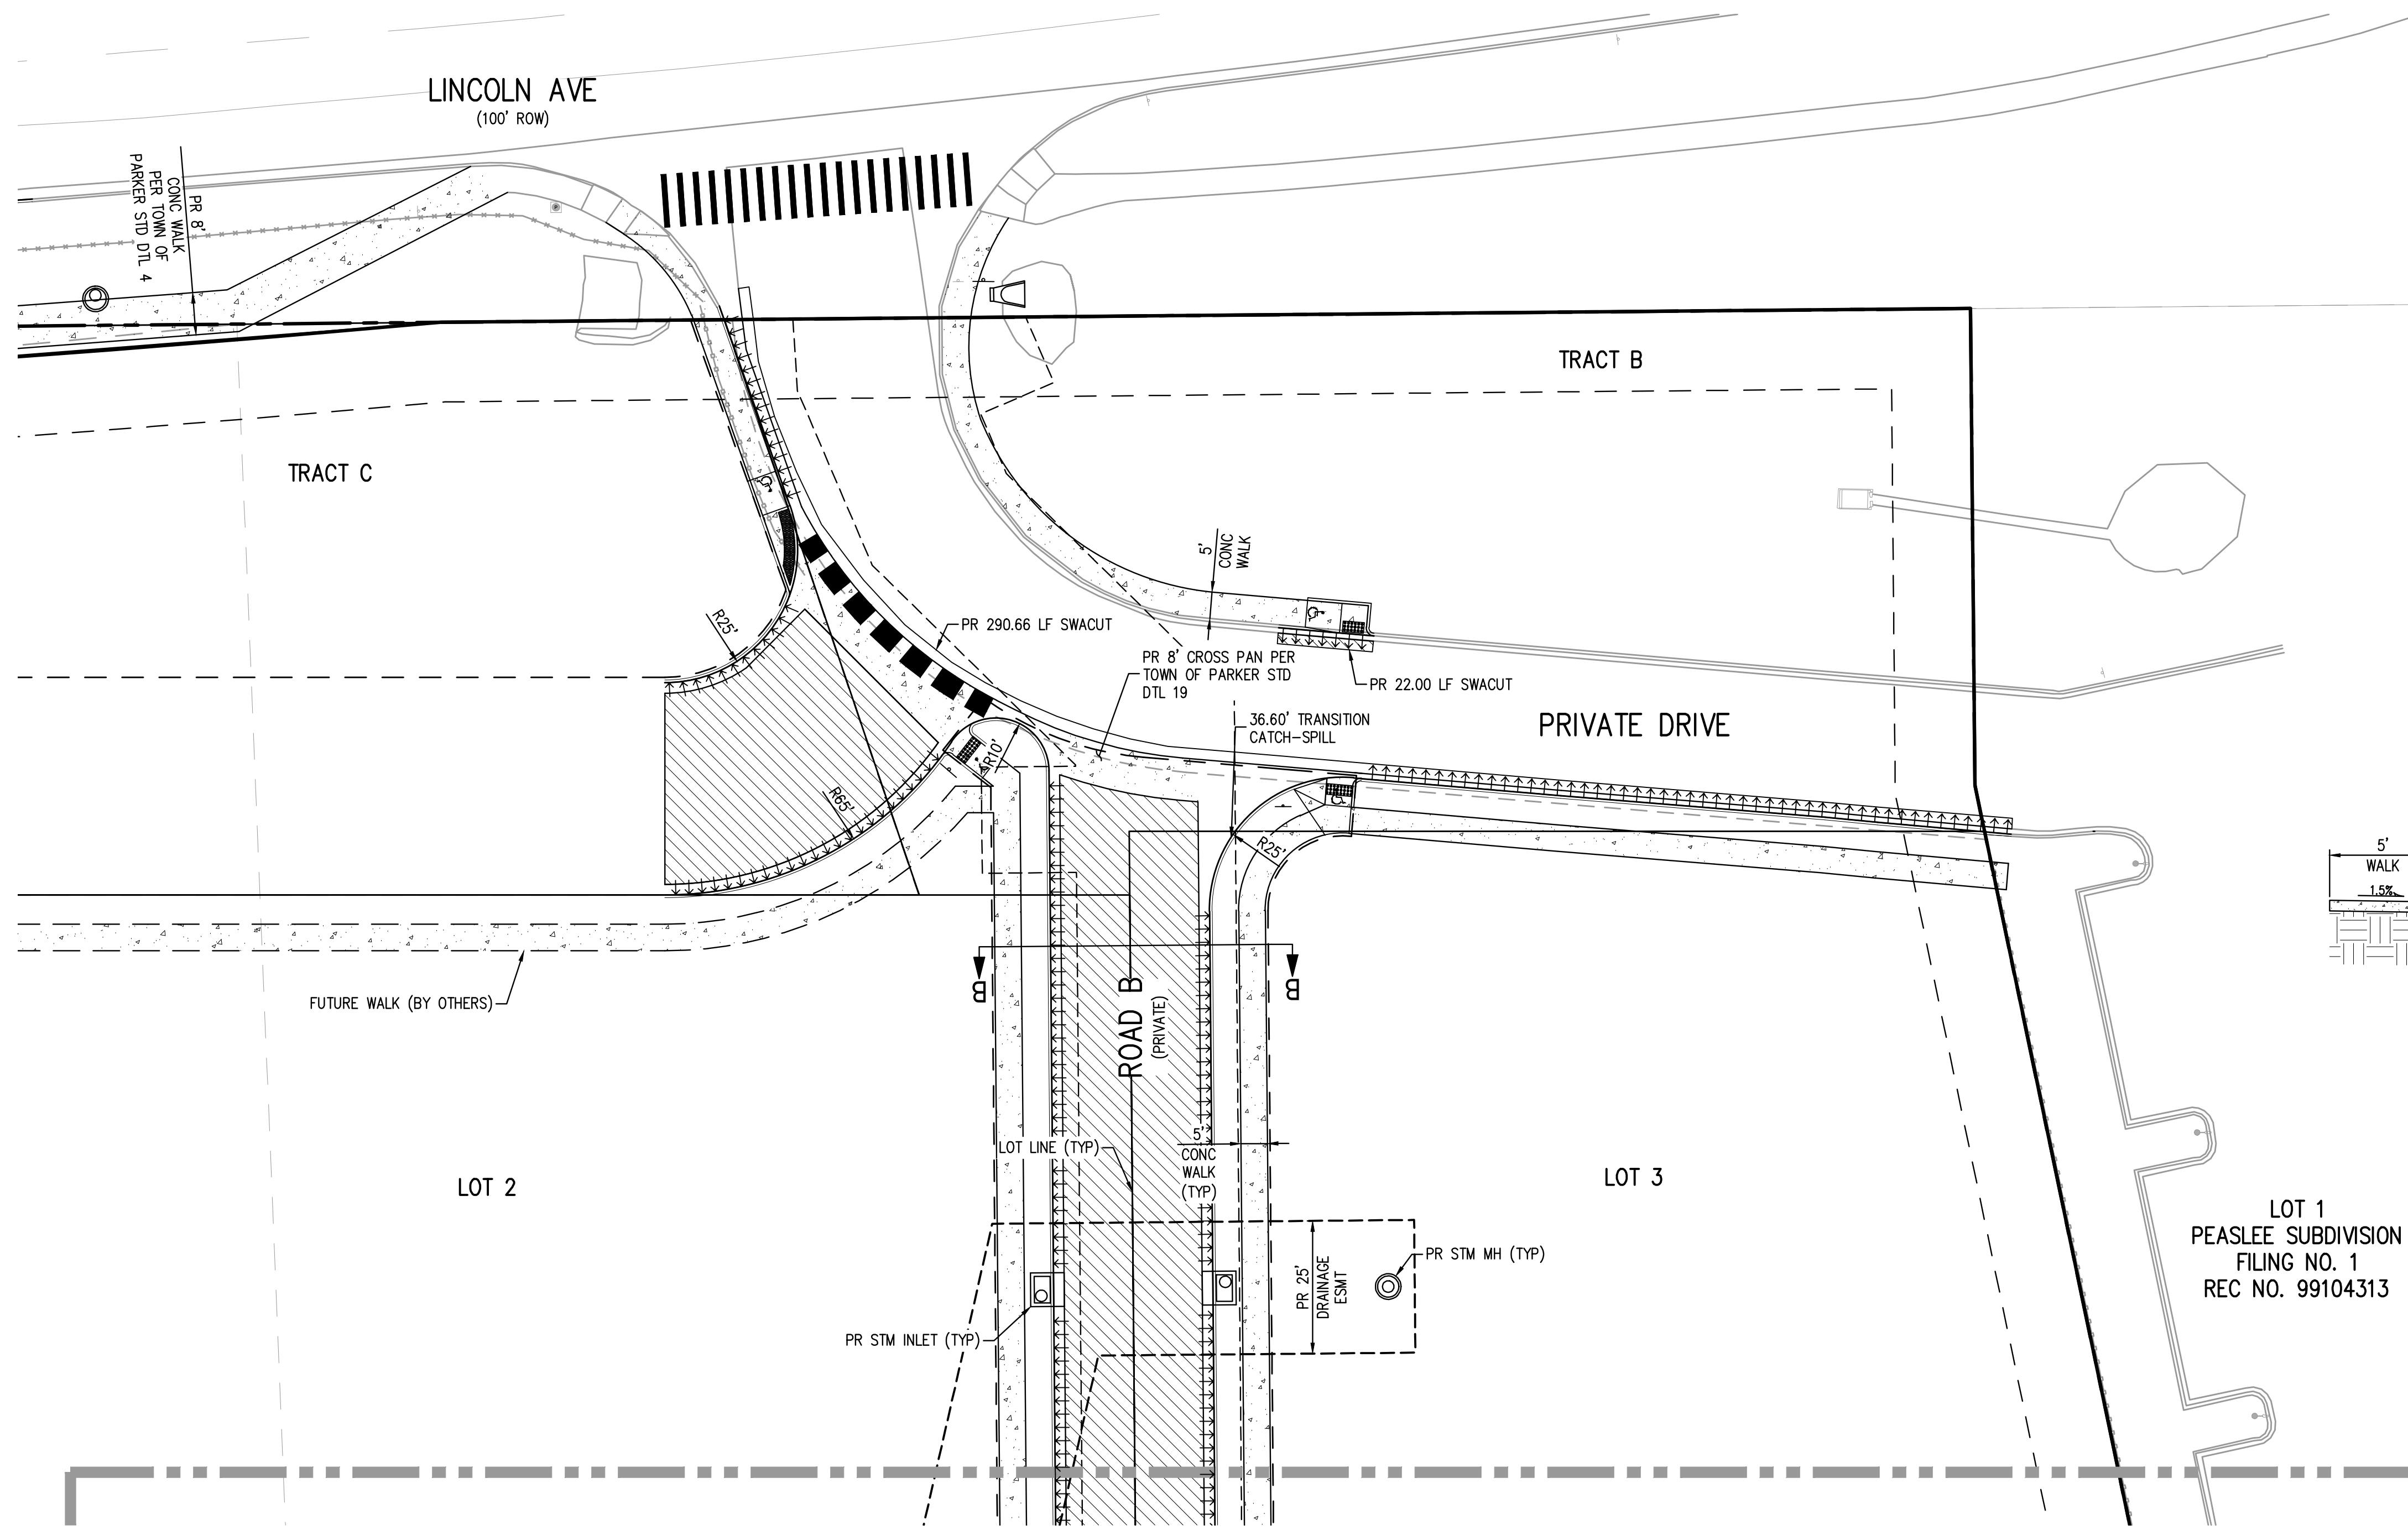 LINCOLN AVE
(100' ROW)
PR 8'
CONC WALK
PER TOWN OF
PARKER STD DTL 4
TRACT B
TRACT C
5'
CONC
WALK
R25'
PR 290.66 LF SWACUT
PR 8' CROSS PAN PER
TOWN OF PARKER STD
DTL 19
PR 22.00 LF SWACUT
36.60' TRANSITION
CATCH-SPILL
PRIVATE DRIVE
R10'
R65'
R25'
5'
WALK
1.5%
FUTURE WALK (BY OTHERS)
B
B
ROAD B
(PRIVATE)
LOT LINE (TYP)
5'
CONC
WALK
(TYP)
LOT 2
LOT 3
LOT 1
PEASLEE SUBDIVISION
FILING NO. 1
REC NO. 99104313
PR 25'
DRAINAGE
ESMT
PR STM MH (TYP)
PR STM INLET (TYP)